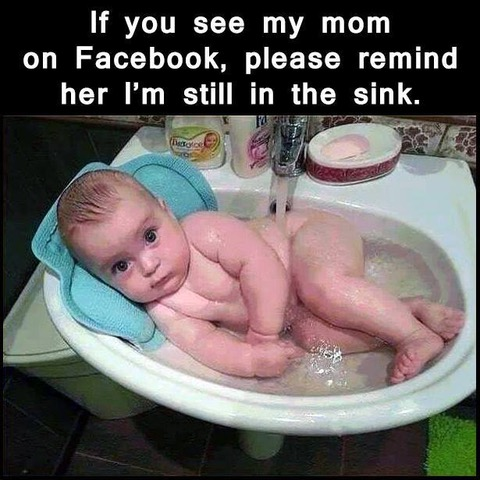 If you see my mom
on Facebook, please remind
her I'm still in the sink.